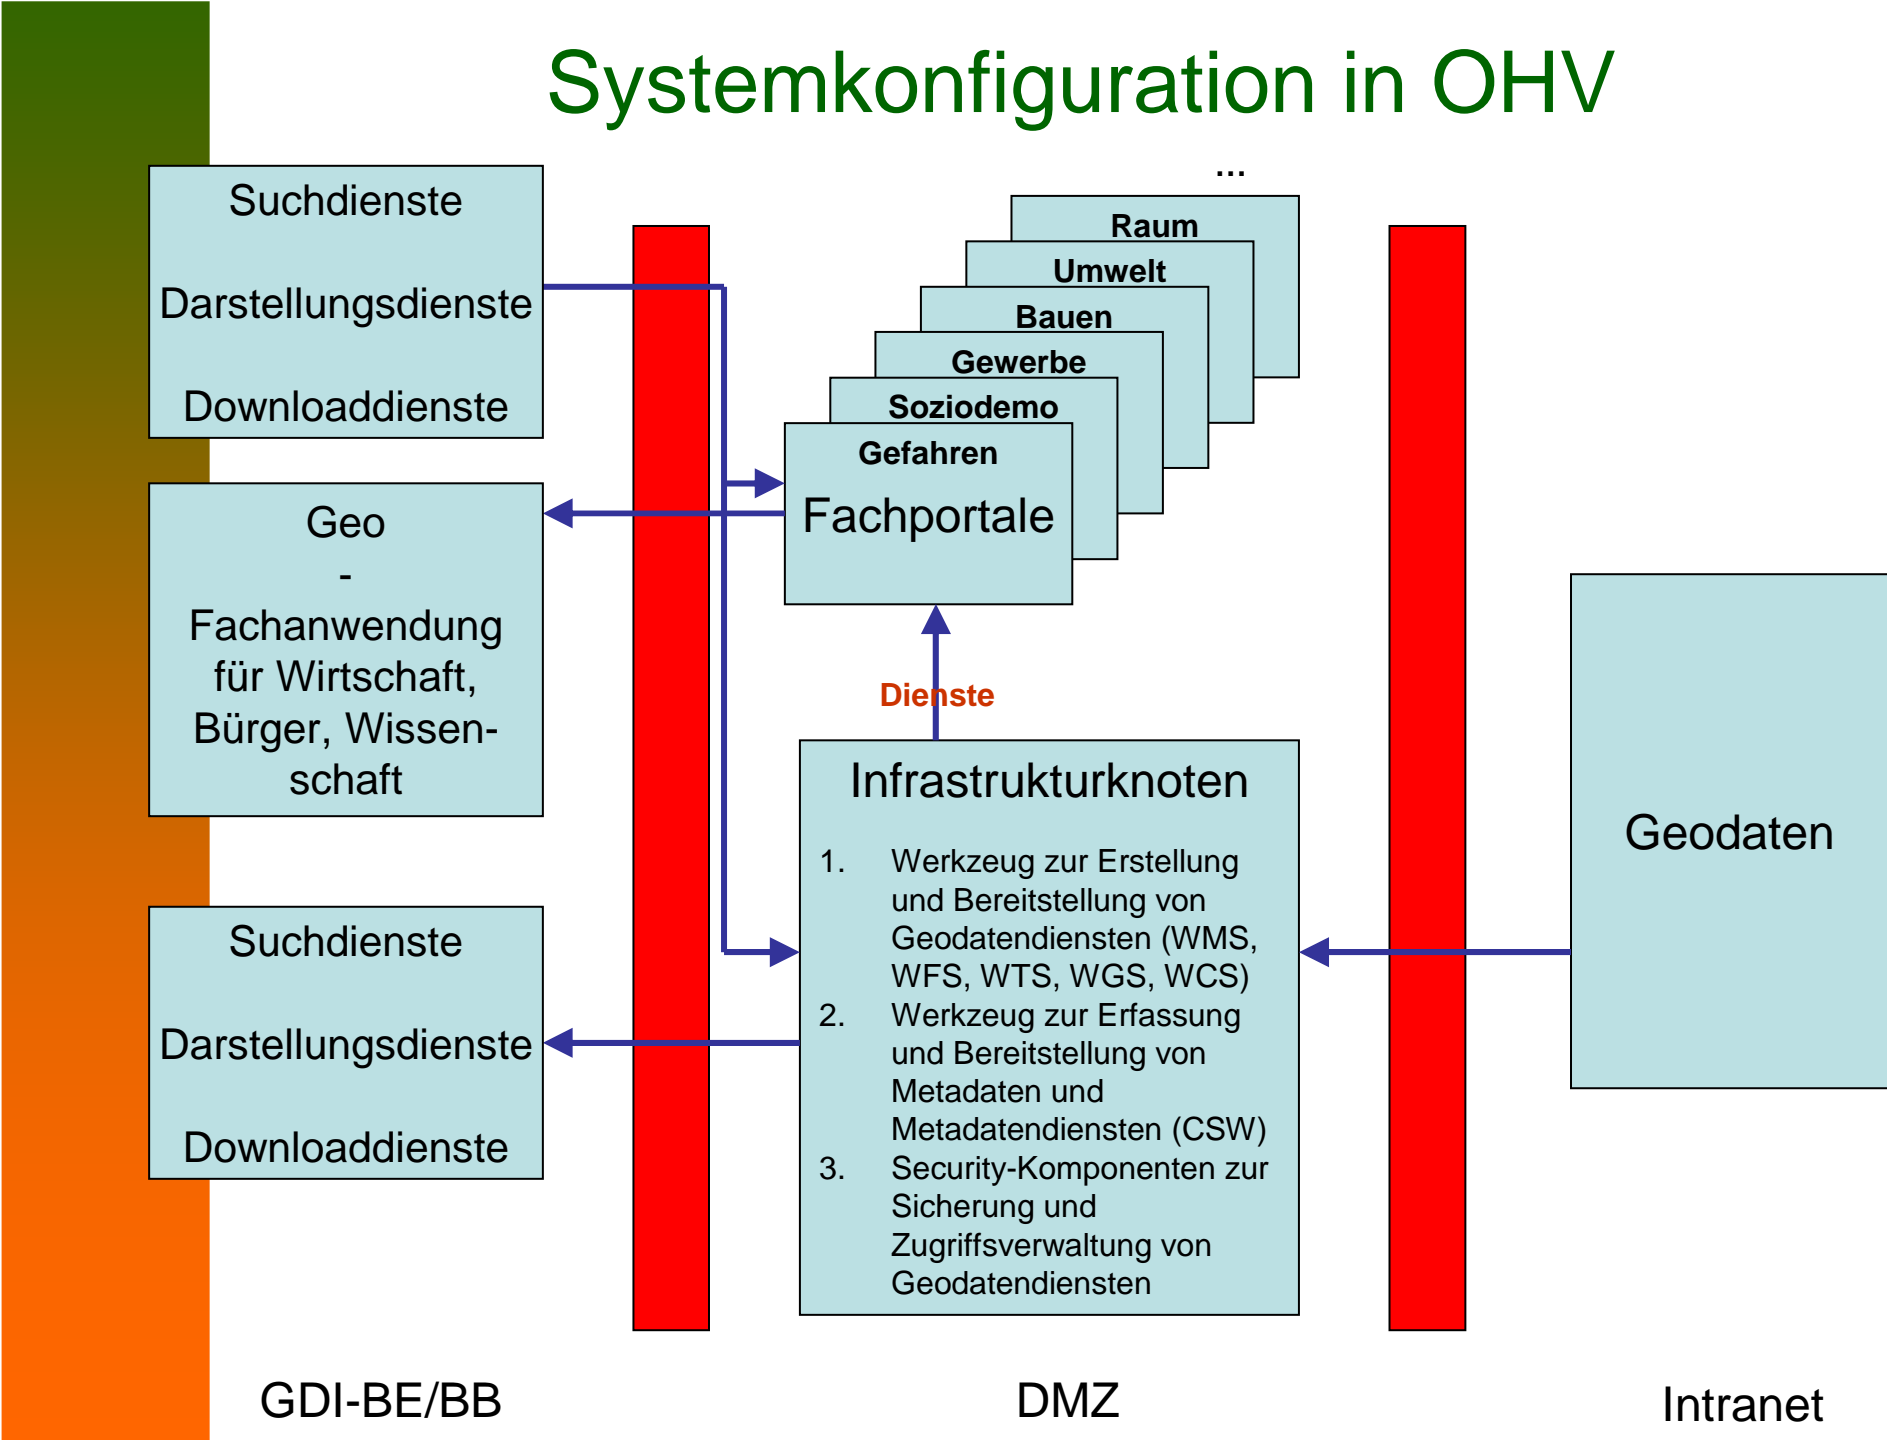 Systemkonfiguration in OHV
Suchdienste
Darstellungsdienste
Downloaddienste
Geo
-
Fachanwendung
für Wirtschaft,
Bürger, Wissen-
schaft
Suchdienste
Darstellungsdienste
Downloaddienste
GDI-BE/BB
...
Raum
Umwelt
Bauen
Gewerbe
Soziodemo
Gefahren
Fachportale
Dienste
Infrastrukturknoten
1. Werkzeug zur Erstellung
und Bereitstellung von
Geodatendiensten (WMS,
WFS, WTS, WGS, WCS)
2. Werkzeug zur Erfassung
und Bereitstellung von
Metadaten und
Metadatendiensten (CSW)
3. Security-Komponenten zur
Sicherung und
Zugriffsverwaltung von
Geodatendiensten
DMZ
Geodaten
Intranet